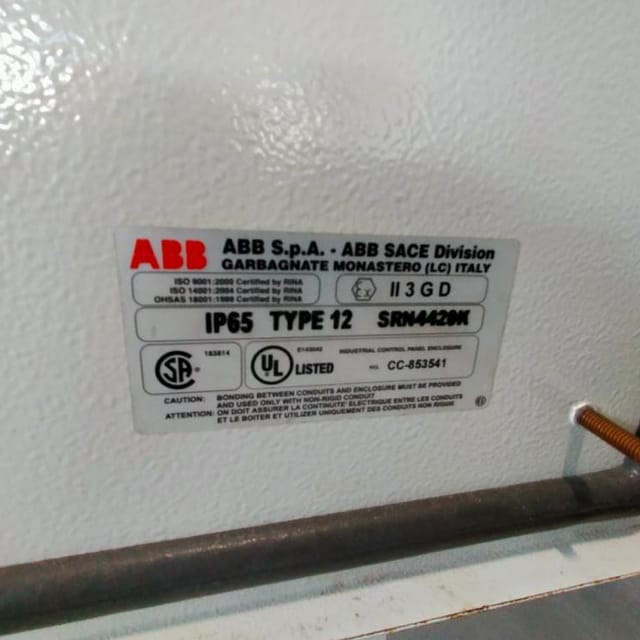 ABB ABB S.p.A. - ABB SACE Division
GARBAGNATE MONASTERO (LC) ITALY
ISO 9001:2000 Certified by RINA
ISO 14001:2004 Certified by RINA
OHSAS 18001:1999 Certified by RINA
Ex II 3 G D
IP65 TYPE 12 SRN4420K
SA 163814
UL LISTED
INDUSTRIAL CONTROL PANEL ENCLOSURE
CC-853541
CAUTION: BONDING BETWEEN CONDUITS AND ENCLOSURE MUST BE PROVIDED
AND USED ONLY WITH NON-RIGID CONDUIT
ATTENTION: ON DOIT ASSURER LA CONTINUITE' ELECTRIQUE ENTRE LES CONDUITS
ET LE BOITER ET UTILIZER UNIQUEMENT DES CONDUITS NON RIGIDE